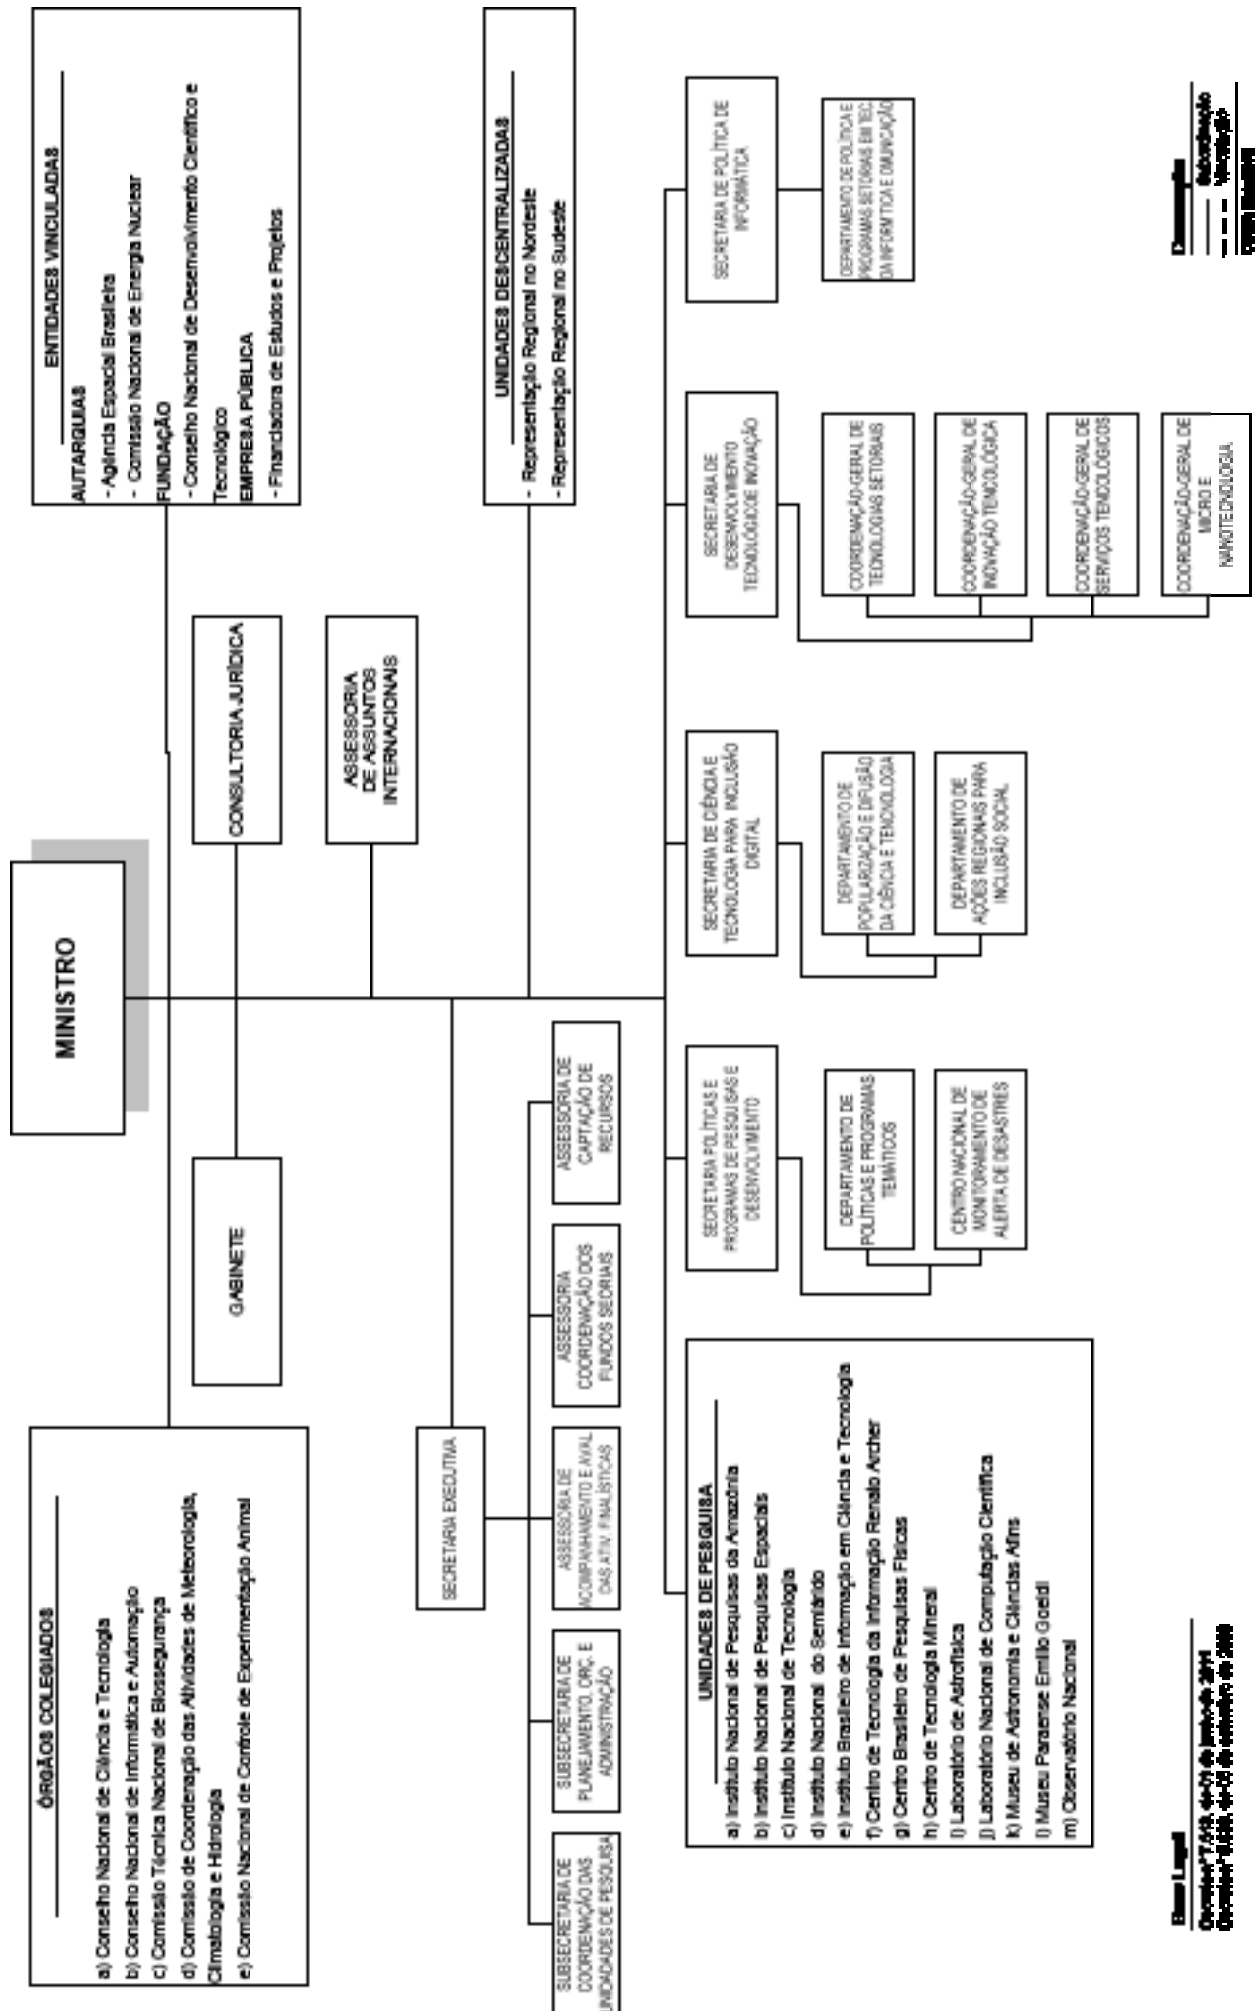 MINISTRO
ÓRGÃOS COLEGIADOS
a) Conselho Nacional de Ciência e Tecnologia
b) Conselho Nacional de Informática e Automação
c) Comissão Técnica Nacional de Biossegurança
d) Comissão de Coordenação das Atividades de Meteorologia,
Climatologia e Hidrologia
e) Comissão Nacional de Controle de Experimentação Animal
ENTIDADES VINCULADAS
AUTARQUIAS
- Agência Espacial Brasileira
- Comissão Nacional de Energia Nuclear
FUNDAÇÃO
- Conselho Nacional de Desenvolvimento Científico e
Tecnológico
EMPRESA PÚBLICA
- Financiadora de Estudos e Projetos
GABINETE
CONSULTORIA JURÍDICA
ASSESSORIA
DE ASSUNTOS
INTERNACIONAIS
SECRETARIA EXECUTIVA
UNIDADES DESCENTRALIZADAS
- Representação Regional no Nordeste
- Representação Regional no Sudeste
SUBSECRETARIA DE
COORDENAÇÃO DAS
UNIDADADES DE PESQUISA
SUBSECRETARIA DE
PLANEJAMENTO, ORÇ. E
ADMINISTRAÇÃO
ASSESSORIA DE
ACOMPANHAMENTO E AVAL
DAS ATIV. FINALÍSTICAS
ASSESSORIA
COORDENAÇÃO DOS
FUNDOS SEORIAIS
ASSESSORIA DE
CAPTAÇÃO DE
RECURSOS
UNIDADES DE PESQUISA
a) Instituto Nacional de Pesquisas da Amazônia
b) Instituto Nacional de Pesquisas Espaciais
c) Instituto Nacional de Tecnologia
d) Instituto Nacional do Semiárido
e) Instituto Brasileiro de Informação em Ciência e Tecnologia
f) Centro de Tecnologia da Informação Renato Archer
g) Centro Brasileiro de Pesquisas Físicas
h) Centro de Tecnologia Mineral
i) Laboratório de Astrofísica
j) Laboratório Nacional de Computação Científica
k) Museu de Astronomia e Ciências Afins
l) Museu Paraense Emílio Goeldi
m) Observatório Nacional
SECRETARIA POLÍTICAS E
PROGRAMAS DE PESQUISAS E
DESENVOLVIMENTO
DEPARTAMENTO DE
POLÍTICAS E PROGRAMAS
TEMÁTICOS
CENTRO NACIONAL DE
MONITORAMENTO DE
ALERTA DE DESASTRES
SECRETARIA DE CIÊNCIA E
TECNOLOGIA PARA INCLUSÃO
DIGITAL
DEPARTAMENTO DE
POPULARIZAÇÃO E DIFUSÃO
DA CIÊNCIA E TENCNOLOGIA
DEPARTAMENTO DE
AÇÕES REGIONAIS PARA
INCLUSÃO SOCIAL
SECRETARIA DE
DESENVOLVIMENTO
TECNOLÓGICO E INOVAÇÃO
COORDENAÇÃO-GERAL DE
TECNOLOGIAS SETORIAIS
COORDENAÇÃO-GERAL DE
INOVAÇÃO TENCOLÓGICA
COORDENAÇÃO-GERAL DE
SERVIÇOS TENCOLÓGICOS
COORDENAÇÃO-GERAL DE
MICRO E
NANOTECNOLOGIA
SECRETARIA DE POLÍTICA DE
INFORMÁTICA
DEPARTAMENTO DE POLÍTICA E
PROGRAMAS SETORIAIS EM TEC.
DA INFORMTICA E OMUNICAÇÃO
Base Legal
Subordinação
Vinculação